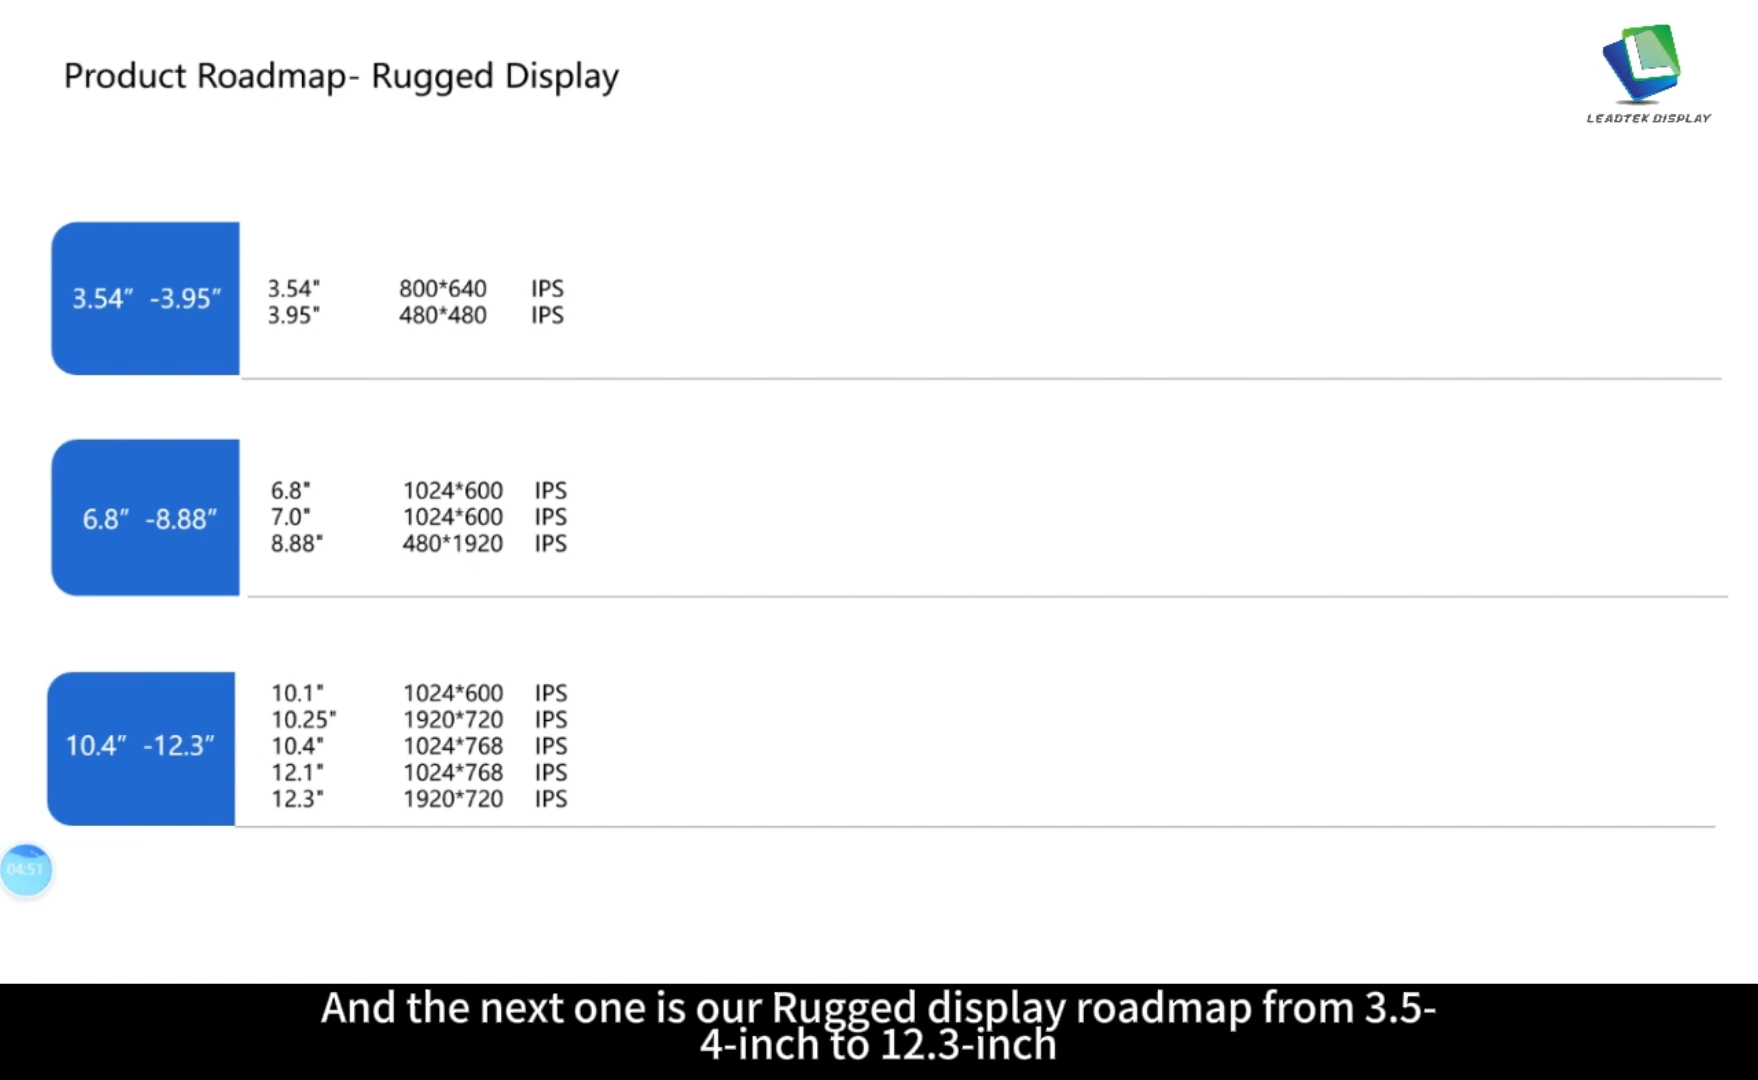 Product Roadmap- Rugged Display
LEADTEK DISPLAY
3.54” -3.95”
3.54" 800*640 IPS
3.95" 480*480 IPS
6.8” -8.88”
6.8" 1024*600 IPS
7.0" 1024*600 IPS
8.88" 480*1920 IPS
10.4” -12.3”
10.1" 1024*600 IPS
10.25" 1920*720 IPS
10.4" 1024*768 IPS
12.1" 1024*768 IPS
12.3" 1920*720 IPS
04:51
And the next one is our Rugged display roadmap from 3.5-
4-inch to 12.3-inch